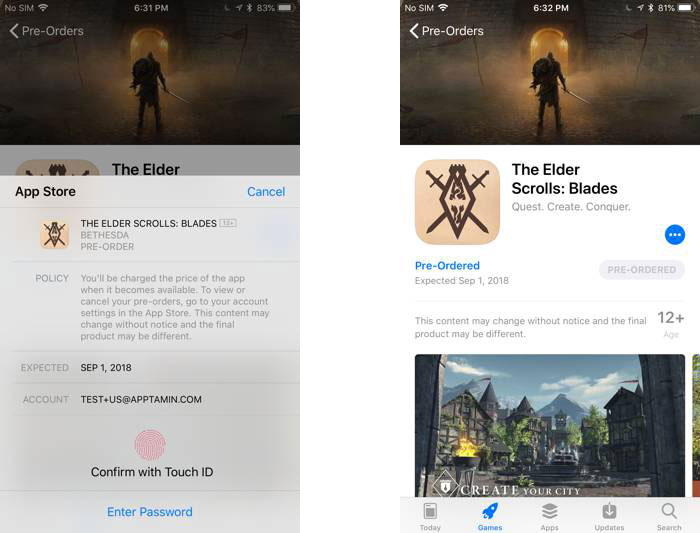 No SIM 6:31 PM 83%
Pre-Orders
The Elder
App Store Cancel
THE ELDER SCROLLS: BLADES 12+
BETHESDA
PRE-ORDER
POLICY You'll be charged the price of the app
when it becomes available. To view or
cancel your pre-orders, go to your account
settings in the App Store. This content may
change without notice and the final
product may be different.
EXPECTED SEP 1, 2018
ACCOUNT TEST+US@APPTAMIN.COM
Confirm with Touch ID
Enter Password
No SIM 6:32 PM 81%
Pre-Orders
The Elder
Scrolls: Blades
Quest. Create. Conquer.
Pre-Ordered
Expected Sep 1, 2018
PRE-ORDERED
This content may change without notice and the final
product may be different.
12+
Age
CREATE YOUR CITY
Today Games Apps Updates Search